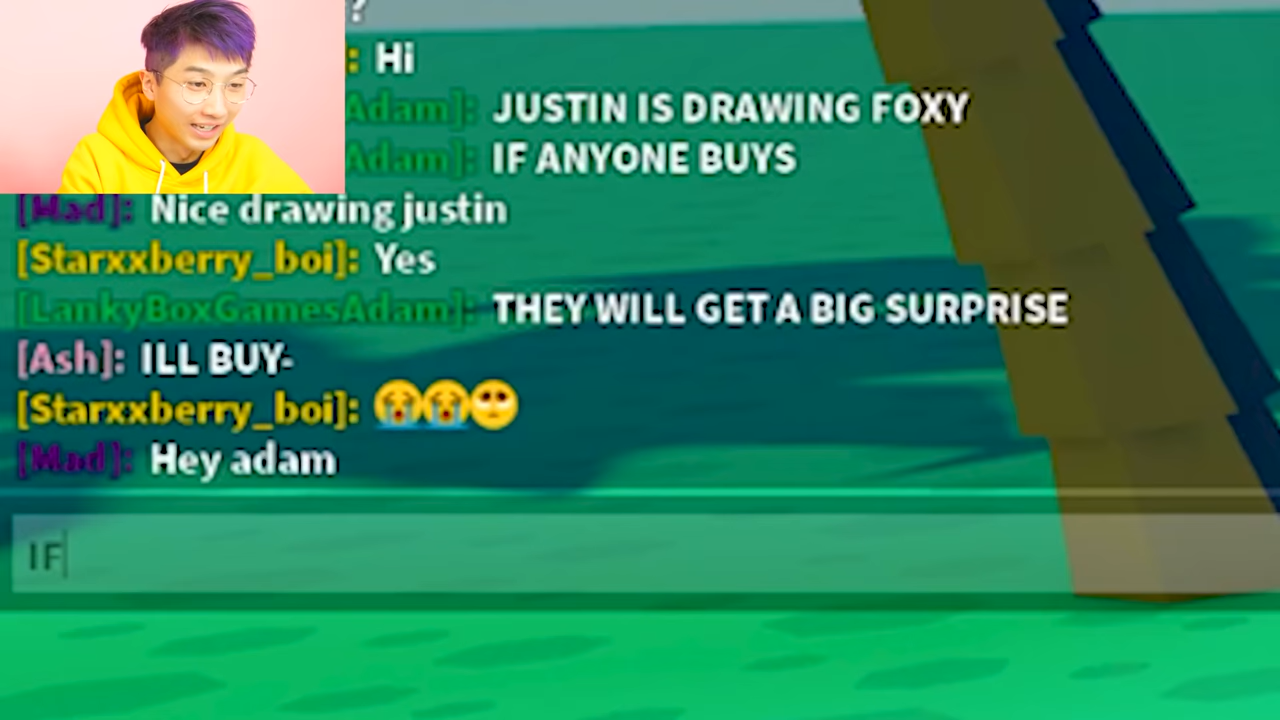 ?
: Hi
Adam]: JUSTIN IS DRAWING FOXY
Adam]: IF ANYONE BUYS
[Mad]: Nice drawing justin
[Starxxberry_boi]: Yes
[LankyBoxGamesAdam]: THEY WILL GET A BIG SURPRISE
[Ash]: ILL BUY-
[Starxxberry_boi]: 😭😭🥺
[Mad]: Hey adam
IF